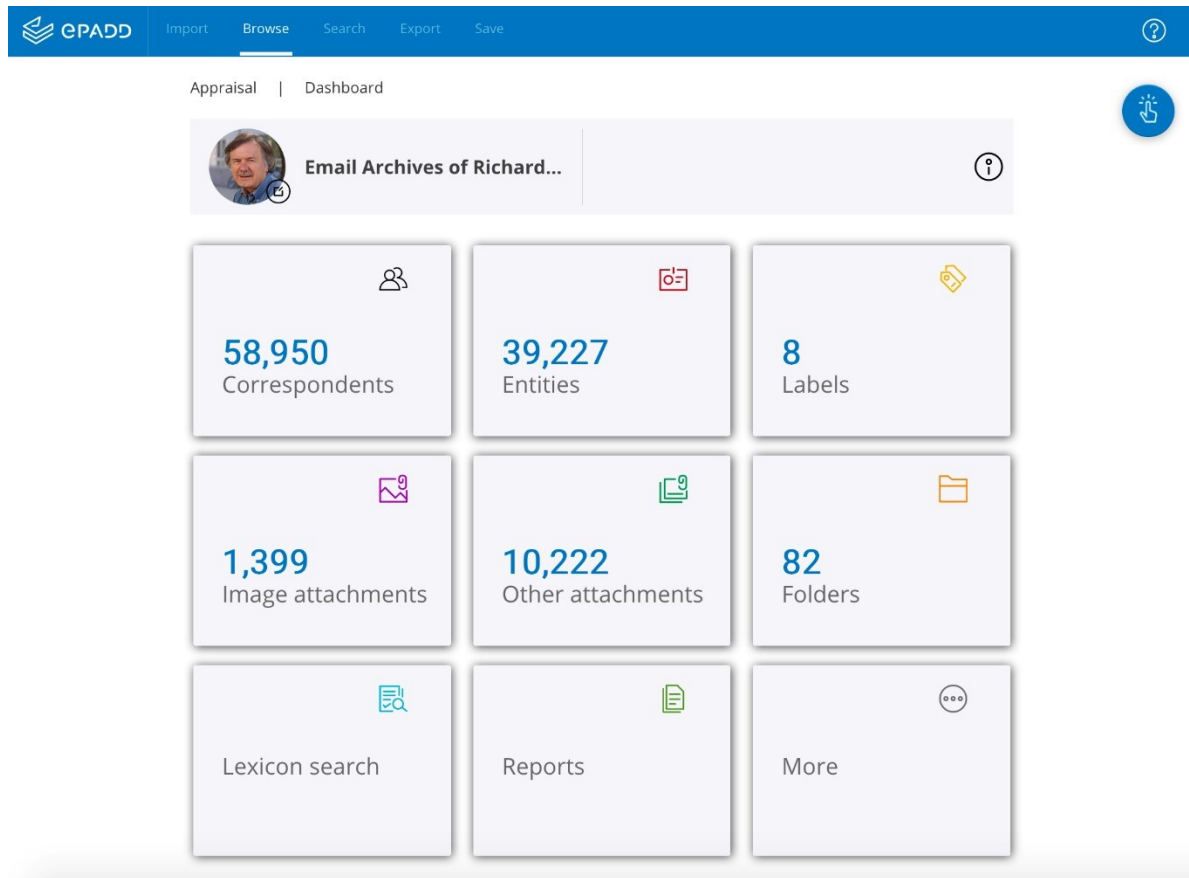 ePADD Import Browse Search Export Save
Appraisal | Dashboard
Email Archives of Richard...
58,950 39,227 8
Correspondents Entities Labels
1,399 10,222 82
Image attachments Other attachments Folders
Lexicon search Reports More